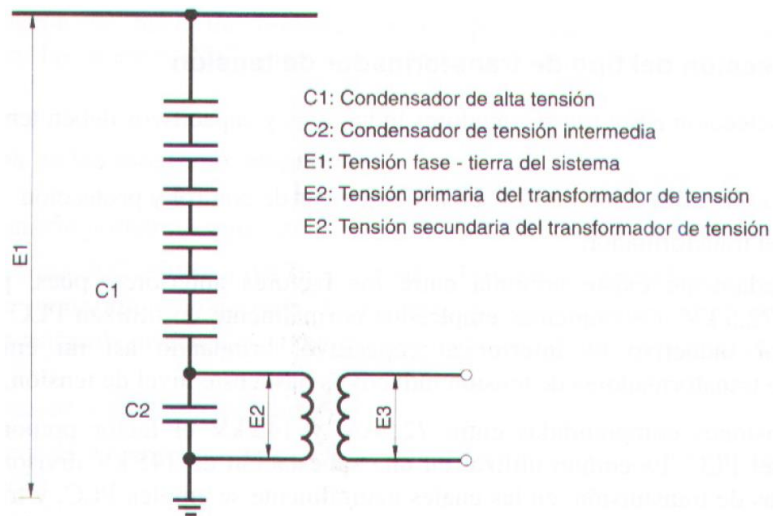 C1: Condensador de alta tensión
C2: Condensador de tensión intermedia
E1: Tensión fase - tierra del sistema
E2: Tensión primaria del transformador de tensión
E2: Tensión secundaria del transformador de tensión
E1
C1
C2
E2
E3